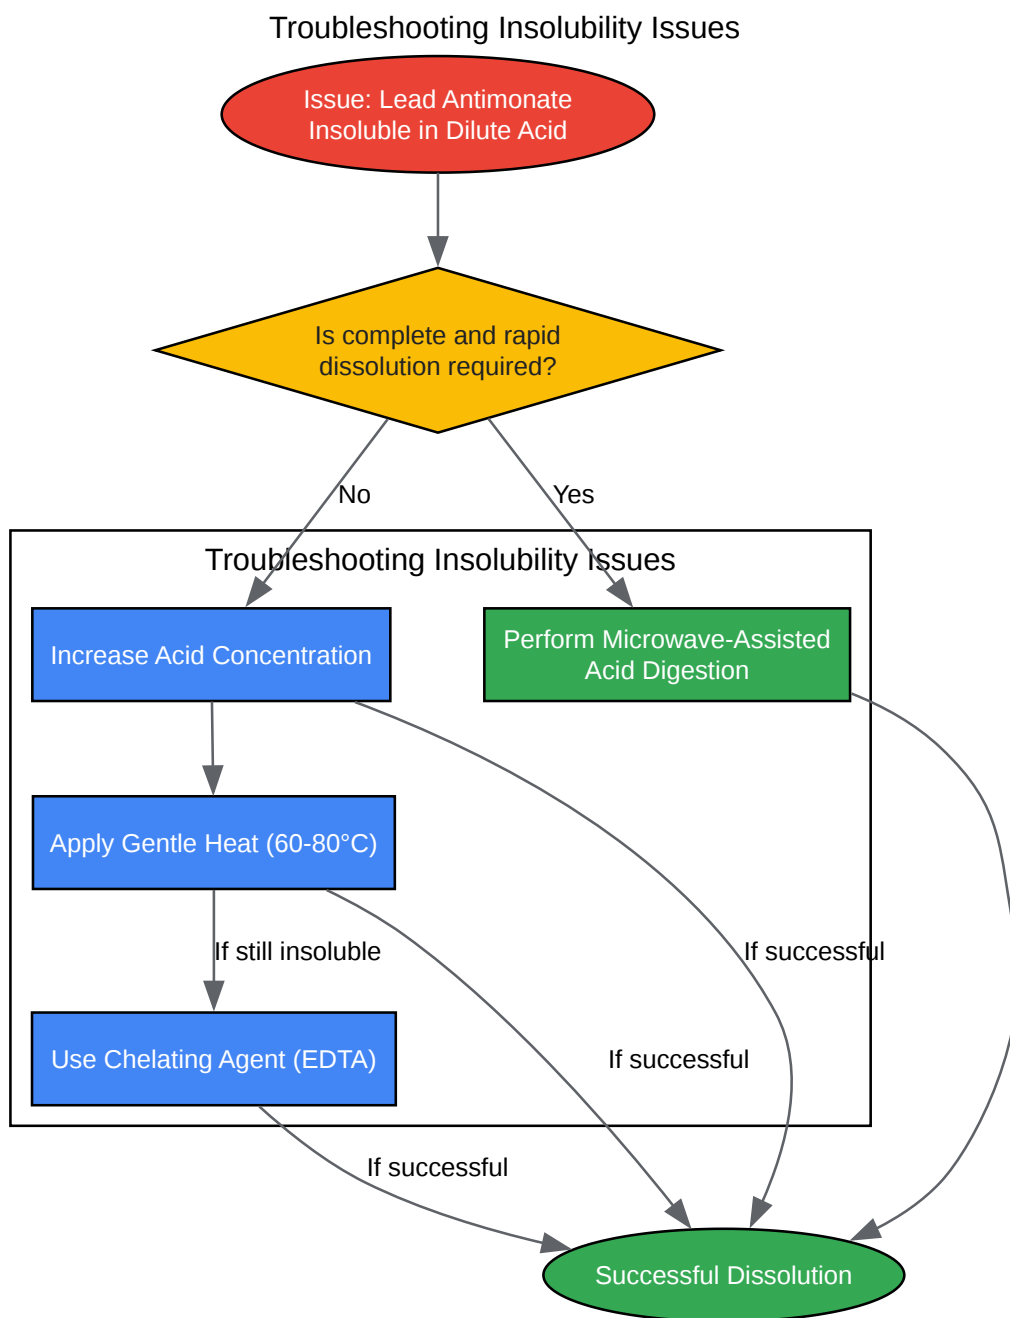 Troubleshooting Insolubility Issues
Issue: Lead Antimonate
Insoluble in Dilute Acid
Is complete and rapid
dissolution required?
No
Yes
Troubleshooting Insolubility Issues
Increase Acid Concentration
Perform Microwave-Assisted
Acid Digestion
Apply Gentle Heat (60-80°C)
If still insoluble
If successful
Use Chelating Agent (EDTA)
If successful
If successful
Successful Dissolution